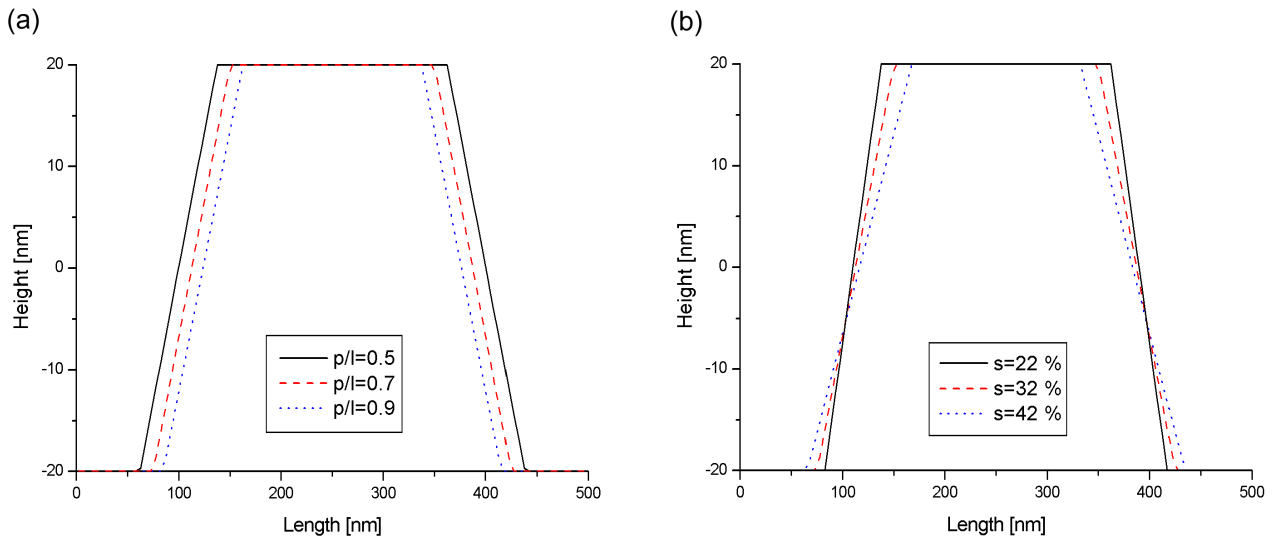 (a)
(b)
20
10
0
-10
-20
Height [nm]
p/l=0.5
p/l=0.7
p/l=0.9
0
100
200
300
400
500
Length [nm]
20
10
0
-10
-20
Height [nm]
s=22 %
s=32 %
s=42 %
0
100
200
300
400
500
Length [nm]